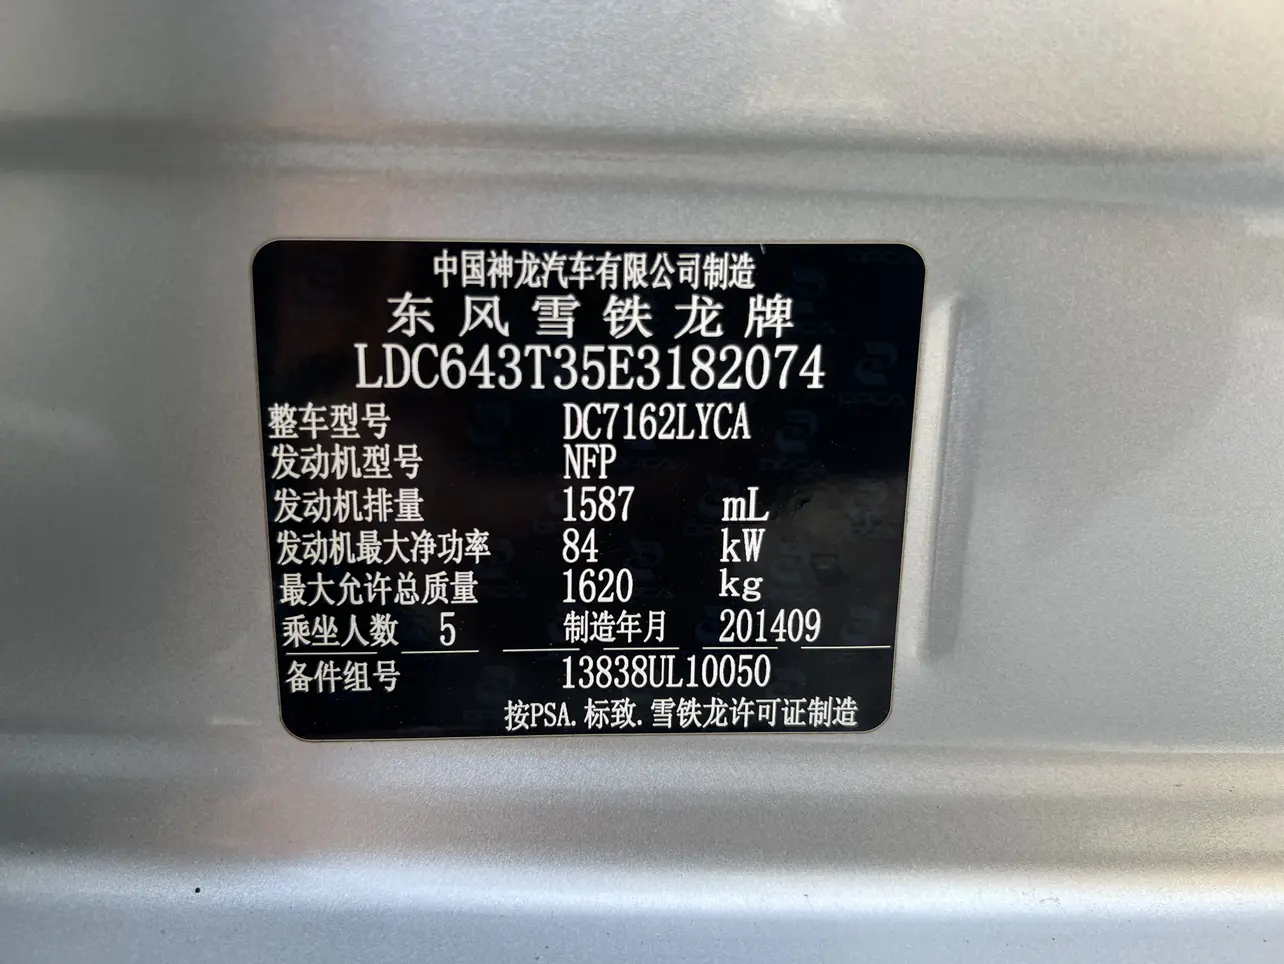 中国神龙汽车有限公司制造
东风雪铁龙牌
LDC643T35E3182074
整车型号 DC7162LYCA
发动机型号 NFP
发动机排量 1587 mL
发动机最大净功率 84 kW
最大允许总质量 1620 kg
乘坐人数 5 制造年月 201409
备件组号 13838UL10050
按PSA.标致.雪铁龙许可证制造